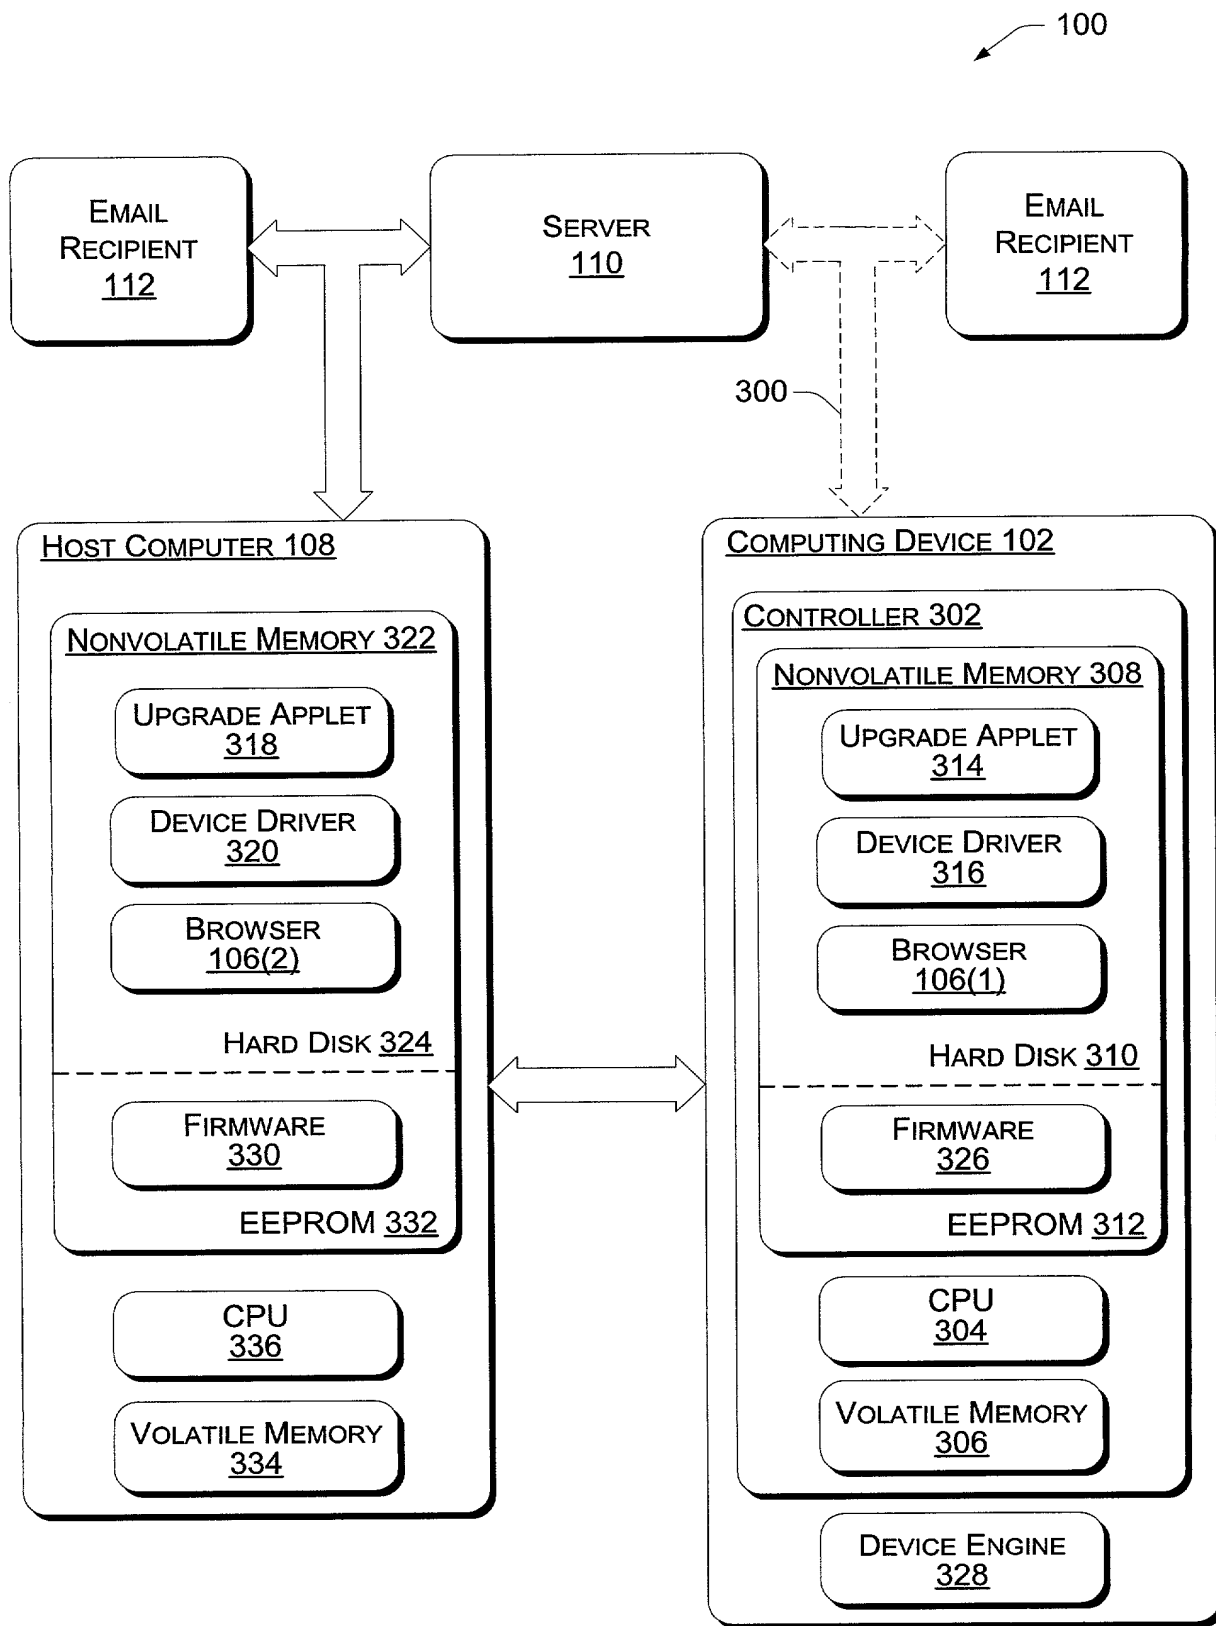 100
EMAIL
RECIPIENT
112
SERVER
110
EMAIL
RECIPIENT
112
300
HOST COMPUTER 108
NONVOLATILE MEMORY 322
UPGRADE APPLET
318
DEVICE DRIVER
320
BROWSER
106(2)
HARD DISK 324
FIRMWARE
330
EEPROM 332
CPU
336
VOLATILE MEMORY
334
COMPUTING DEVICE 102
CONTROLLER 302
NONVOLATILE MEMORY 308
UPGRADE APPLET
314
DEVICE DRIVER
316
BROWSER
106(1)
HARD DISK 310
FIRMWARE
326
EEPROM 312
CPU
304
VOLATILE MEMORY
306
DEVICE ENGINE
328